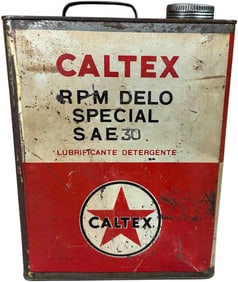 CALTEX
RPM DELO
SPECIAL
SAE 30
LUBRIFICANTE DETERGENTE
CALTEX